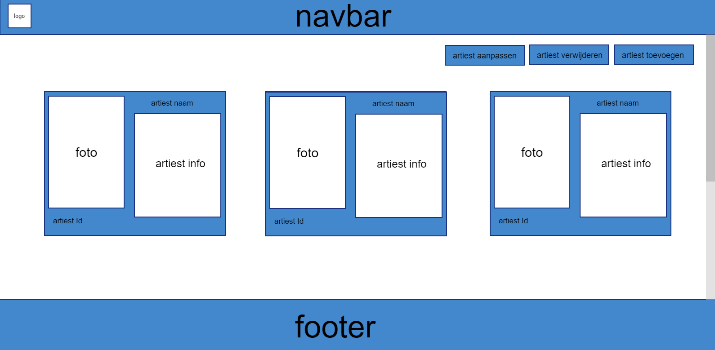 logo
navbar
artiest aanpassen
artiest verwijderen
artiest toevoegen
artiest naam
foto
artiest info
artiest Id
artiest naam
foto
artiest info
artiest Id
artiest naam
foto
artiest info
artiest Id
footer